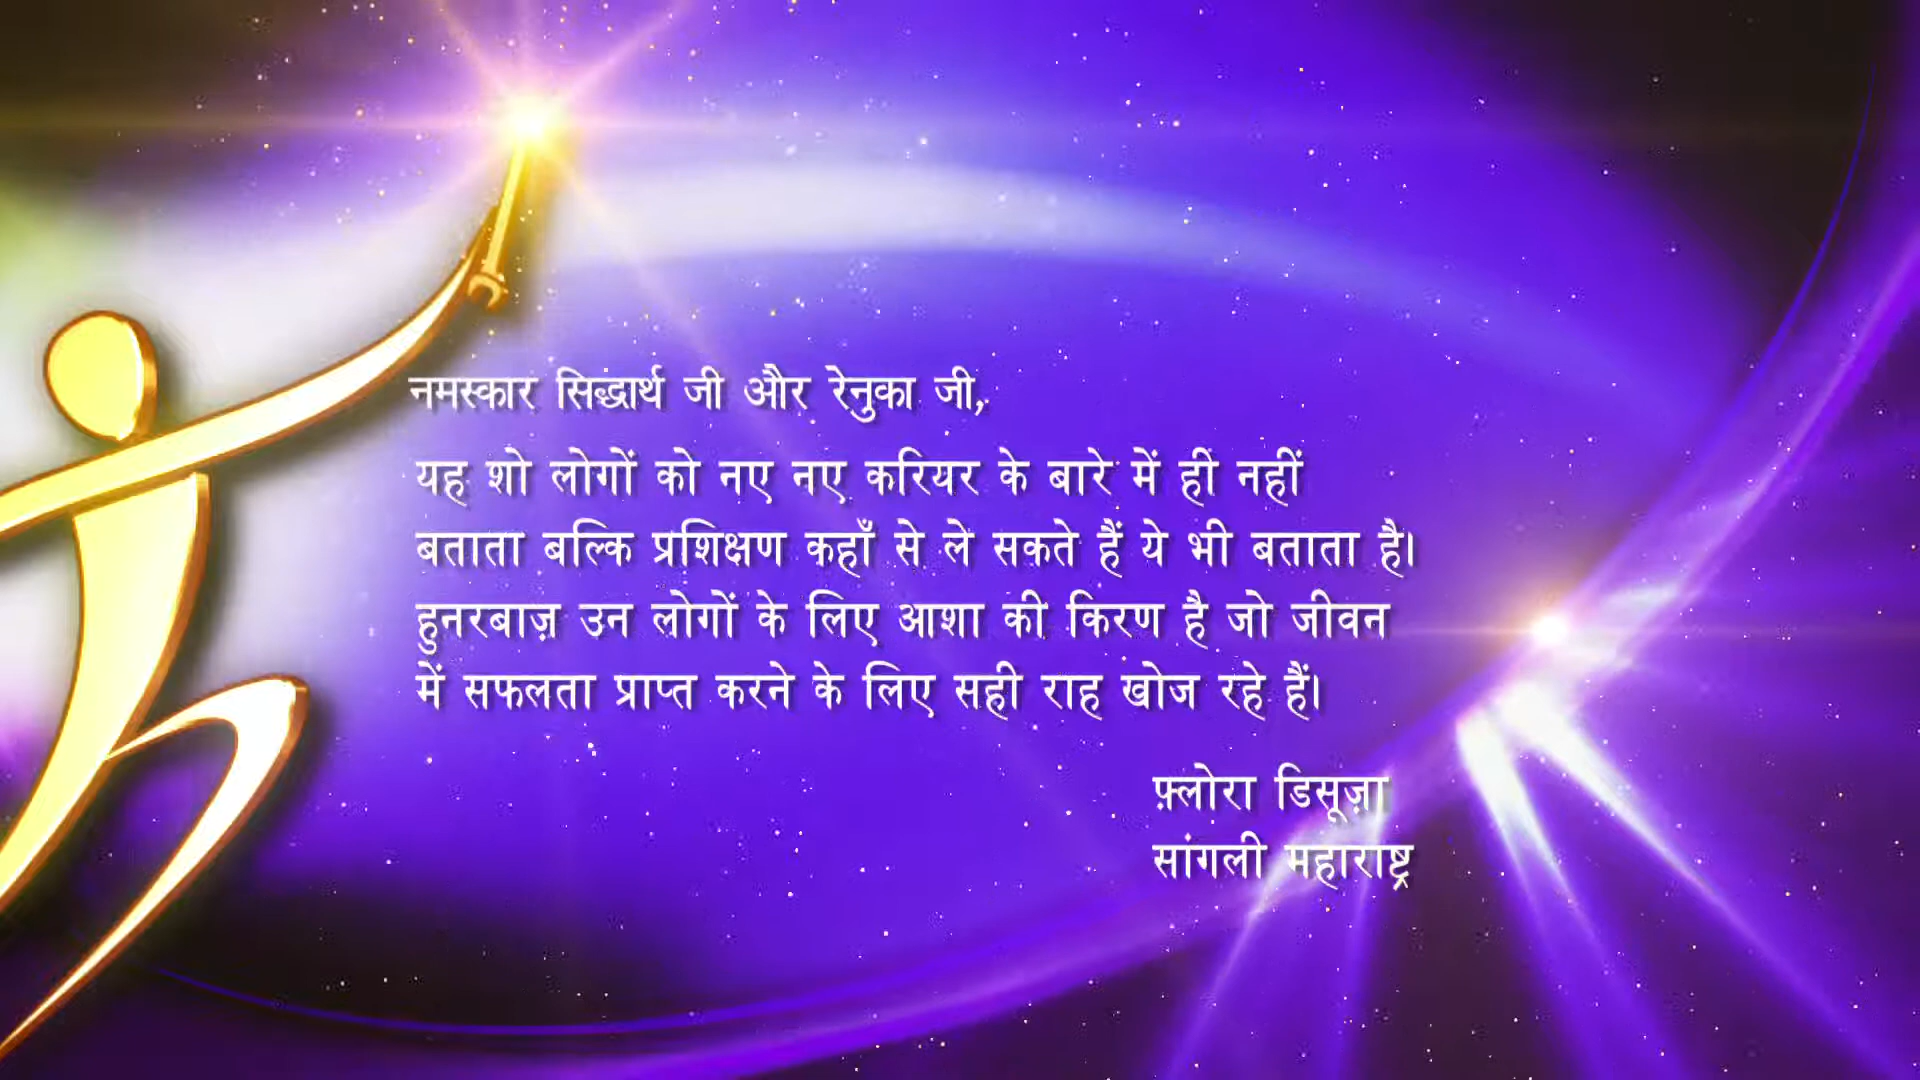 नमस्कार सिद्धार्थ जी और रेनुका जी,
यह शो लोगों को नए नए करियर के बारे में ही नहीं
बताता बल्कि प्रशिक्षण कहाँ से ले सकते हैं ये भी बताता है।
हुनरबाज़ उन लोगों के लिए आशा की किरण है जो जीवन
में सफलता प्राप्त करने के लिए सही राह खोज रहे हैं।
फ़्लोरा डिसूज़ा
सांगली महाराष्ट्र